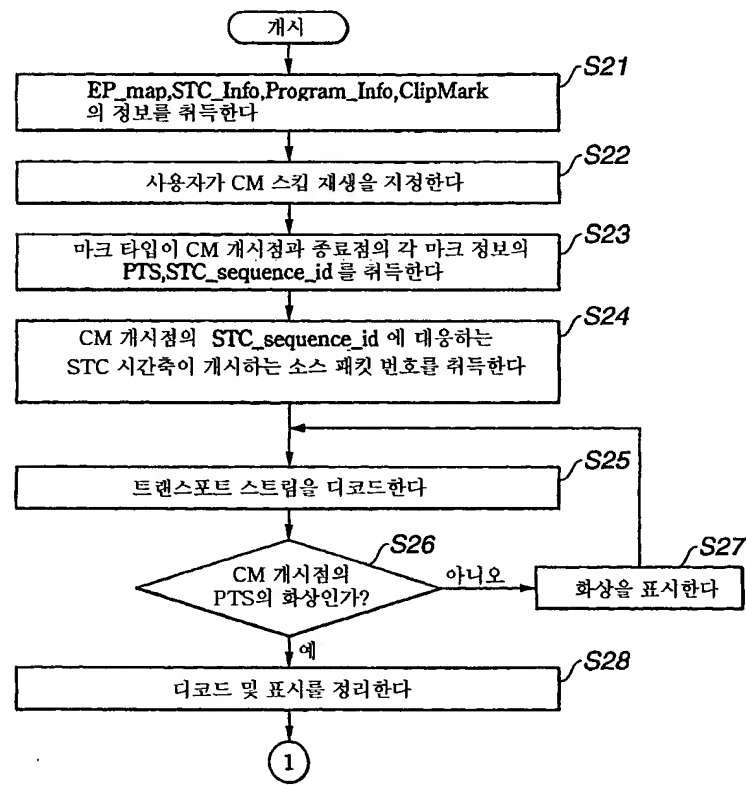 개시
S21
EP_map,STC_Info,Program_Info,ClipMark
의 정보를 취득한다
S22
사용자가 CM 스킵 재생을 지정한다
S23
마크 타입이 CM 개시점과 종료점의 각 마크 정보의
PTS,STC_sequence_id 를 취득한다
S24
CM 개시점의 STC_sequence_id 에 대응하는
STC 시간축이 개시하는 소스 패킷 번호를 취득한다
S25
트랜스포트 스트림을 디코드한다
S26
CM 개시점의
PTS의 화상인가?
아니오
S27
화상을 표시한다
예
S28
디코드 및 표시를 정리한다
1